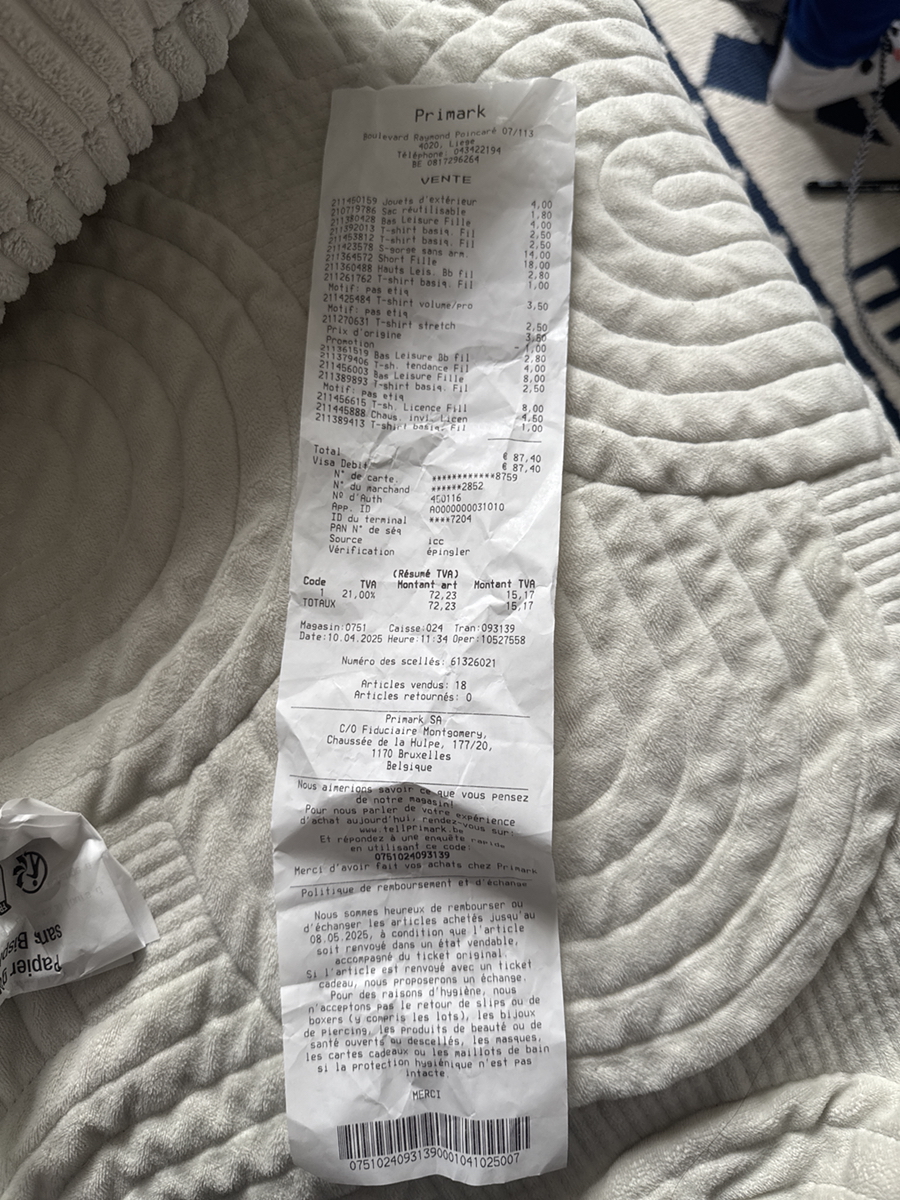 Primark
Boulevard Raymond Poincaré 07/113
4020, Liege
Téléphone: 043422194
BE 0817296264
VENTE
211460159 Jouets d'extérieur 4,00
210719786 Sac réutilisable 1,80
211380428 Bas Leisure Fille 4,00
211392013 T-shirt basiq. Fil 2,50
211453812 T-shirt basiq. Fil 2,50
211423578 S-gorge sans arm. 14,00
211364572 Short Fille 18,00
211360488 Hauts Leis. Bb fil 2,80
211261762 T-shirt basiq. Fil 1,00
Motif: pas etiq
211426484 T-shirt volume/pro 3,50
Motif: pas etiq
211270631 T-shirt stretch 2,50
Prix d'origine 3,50
Promotion - 1,00
211361519 Bas Leisure Bb fil 2,80
211379406 T-sh. tendance Fil 4,00
211456003 Bas Leisure Fille 8,00
211389893 T-shirt basiq. Fil 2,50
Motif: pas etiq
211456615 T-sh. Licence Fill 8,00
211445888 Chaus. invi. Licen 4,50
211389413 T-shirt basiq. Fil 1,00
Total € 87,40
Visa Debit € 87,40
N° de carte ************8759
N° du marchand ******2852
Nº d'Auth 450116
App. ID A0000000031010
ID du terminal ****7204
PAN N° de séq
Source icc
Vérification épingler
(Résumé TVA)
Code TVA Montant art Montant TVA
1 21,00% 72,23 15,17
TOTAUX 72,23 15,17
Magasin:0751 Caisse:024 Tran:093139
Date:10.04.2025 Heure:11:34 Oper:10527558
Numéro des scellés: 61326021
Articles vendus: 18
Articles retournés: 0
Primark SA
C/O Fiduciaire Montgomery,
Chaussée de la Hulpe, 177/20,
1170 Bruxelles
Belgique
Nous aimerions savoir ce que vous pensez
de notre magasin!
Pour nous parler de votre expérience
d'achat aujourd'hui, rendez-vous sur:
www.tellprimark.be
Et répondez à une enquête rapide
en utilisant ce code:
0751024093139
Merci d'avoir fait vos achats chez Primark
Politique de remboursement et d'échange
Nous sommes heureux de rembourser ou
d'échanger les articles achetés jusqu'au
08.05.2025, à condition que l'article
soit renvoyé dans un état vendable,
accompagné du ticket original.
Si l'article est renvoyé avec un ticket
cadeau, nous proposerons un échange.
Pour des raisons d'hygiène, nous
n'acceptons pas le retour de slips ou de
boxers (y compris les lots), les bijoux
de piercing, les produits de beauté ou de
santé ouverts ou descellés, les masques,
les cartes cadeaux ou les maillots de bain
si la protection hygiénique n'est pas
intacte.
MERCI
07510240931390001041025007
Papier
sans